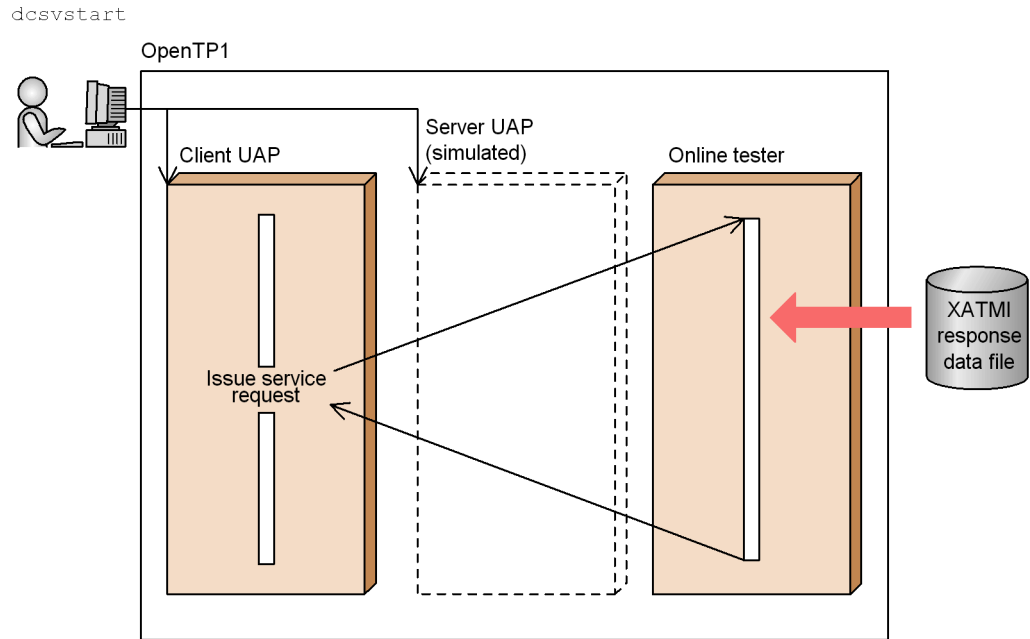 dcsvstart
OpenTP1
Server UAP
(simulated)
Client UAP
Online tester
XATMI
response
data file
Issue service
request